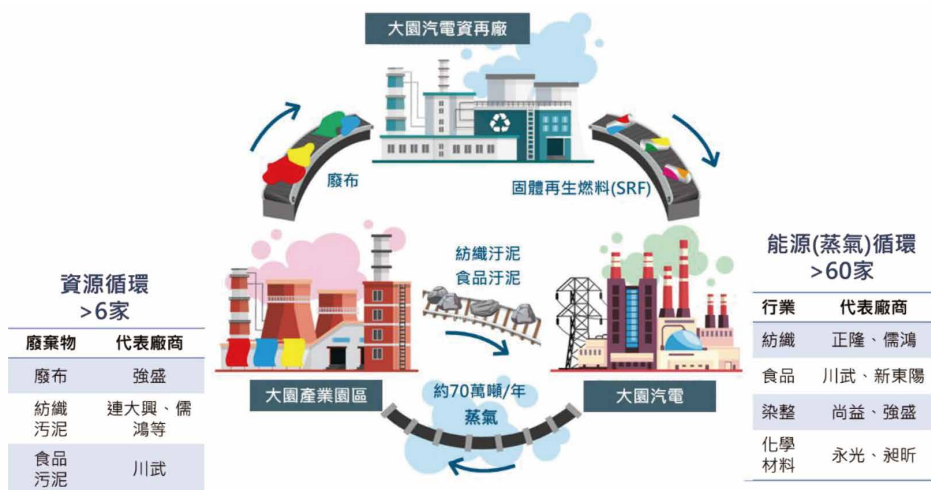 大園汽電資再廠
廢布
固體再生燃料(SRF)
紡織汙泥
食品汙泥
大園產業園區
約70萬噸/年
蒸氣
大園汽電
資源循環
>6家
廢棄物 代表廠商
廢布 強盛
紡織
污泥
連大興、儒
鴻等
食品
污泥
川武
能源(蒸氣)循環
>60家
行業 代表廠商
紡織 正隆、儒鴻
食品 川武、新東陽
染整 尚益、強盛
化學
材料
永光、昶昕